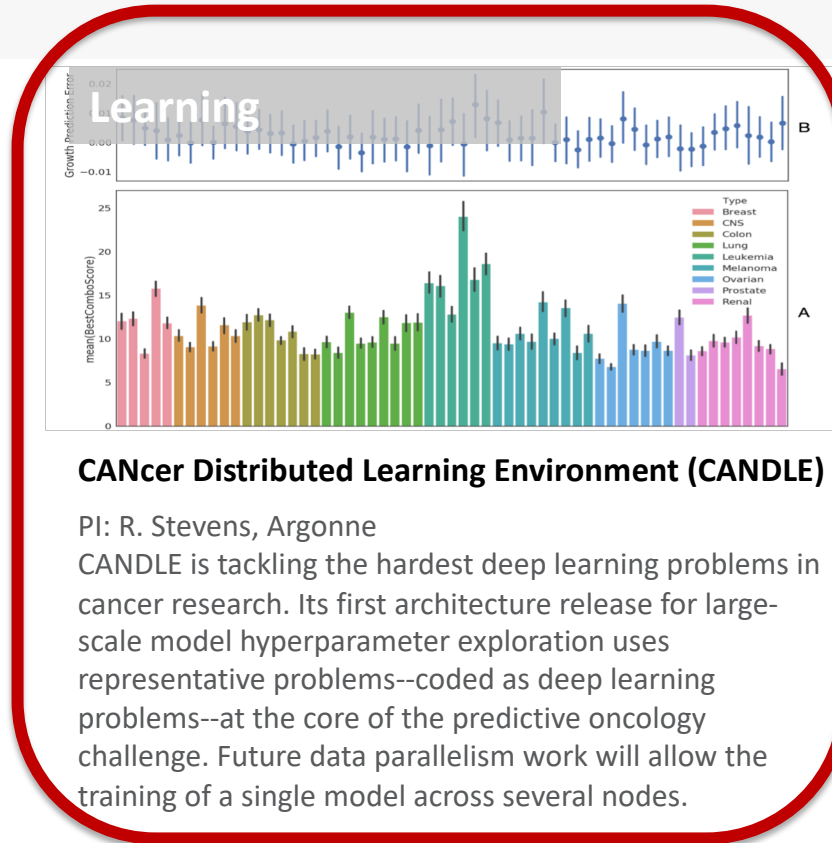 Learning
Growth Prediction Error
0.02
0.00
−0.01
B
mean(BestComboScore)
25
20
15
10
5
0
Type
Breast
CNS
Colon
Lung
Leukemia
Melanoma
Ovarian
Prostate
Renal
A
CANcer Distributed Learning Environment (CANDLE)
PI: R. Stevens, Argonne
CANDLE is tackling the hardest deep learning problems in
cancer research. Its first architecture release for large-
scale model hyperparameter exploration uses
representative problems--coded as deep learning
problems--at the core of the predictive oncology
challenge. Future data parallelism work will allow the
training of a single model across several nodes.